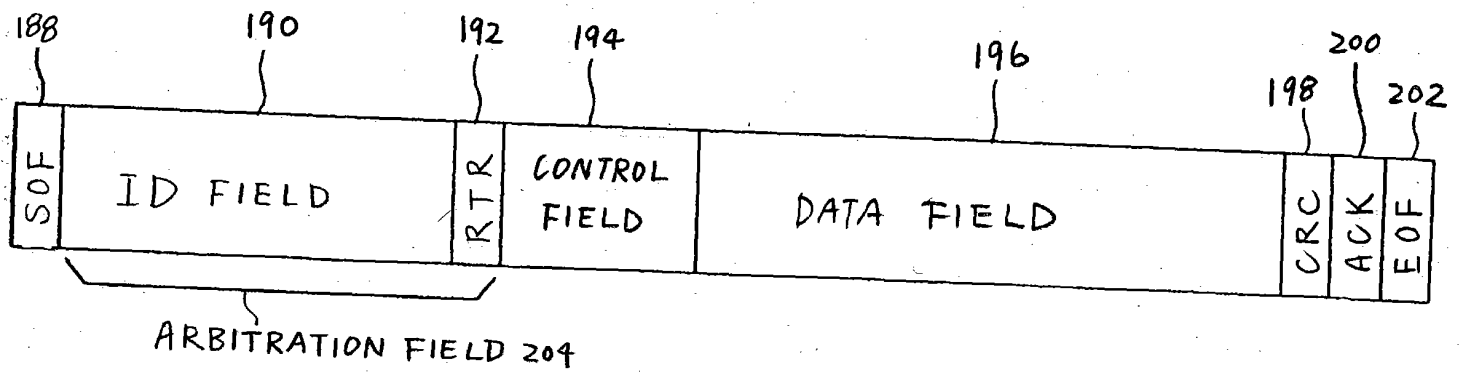 188 190 192 194 196 198 200 202
SOF
ID FIELD
RTR
CONTROL
FIELD
DATA FIELD
CRC
ACK
EOF
ARBITRATION FIELD 204